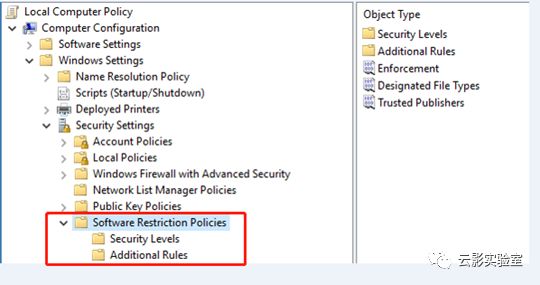 Local Computer Policy
Computer Configuration
Software Settings
Windows Settings
Name Resolution Policy
Scripts (Startup/Shutdown)
Deployed Printers
Security Settings
Account Policies
Local Policies
Windows Firewall with Advanced Security
Network List Manager Policies
Public Key Policies
Software Restriction Policies
Security Levels
Additional Rules
Object Type
Security Levels
Additional Rules
Enforcement
Designated File Types
Trusted Publishers
云影实验室